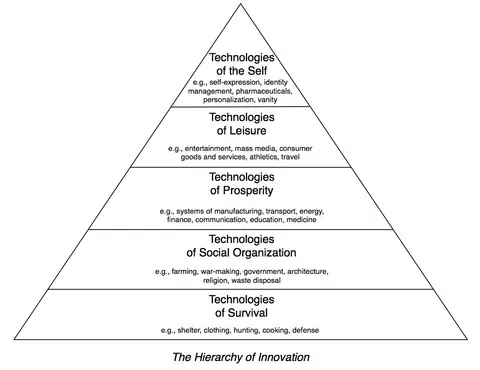 Technologies
of the Self
e.g., self-expression, identity
management, pharmaceuticals,
personalization, vanity
Technologies
of Leisure
e.g., entertainment, mass media, consumer
goods and services, athletics, travel
Technologies
of Prosperity
e.g., systems of manufacturing, transport, energy,
finance, communication, education, medicine
Technologies
of Social Organization
e.g., farming, war-making, government, architecture,
religion, waste disposal
Technologies
of Survival
e.g., shelter, clothing, hunting, cooking, defense
The Hierarchy of Innovation